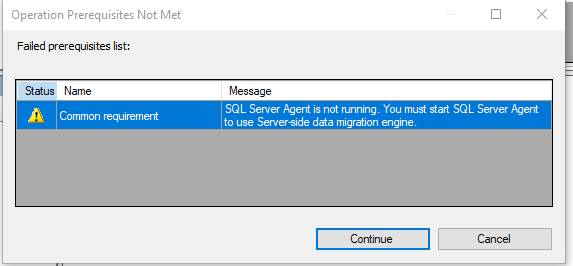 Operation Prerequisites Not Met
Failed prerequisites list:
Status Name Message
Common requirement
SQL Server Agent is not running. You must start SQL Server Agent
to use Server-side data migration engine.
Continue Cancel